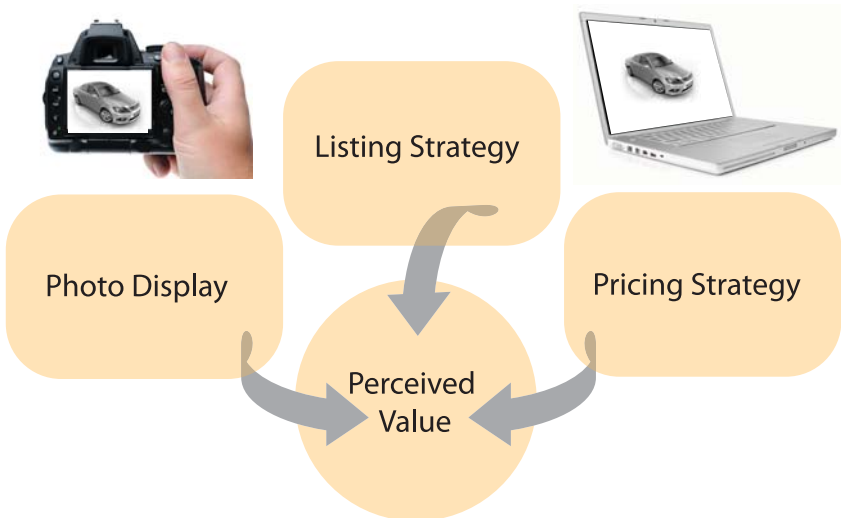 Listing Strategy
Photo Display
Pricing Strategy
Perceived
Value